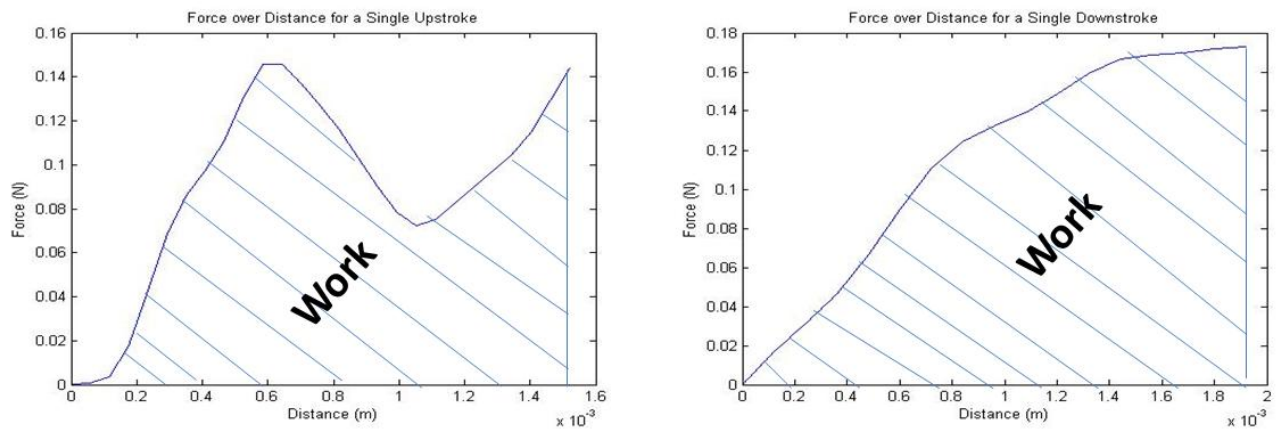 Force over Distance for a Single Upstroke
0.16
0.14
0.12
0.1
0.08
0.06
0.04
0.02
0
Force (N)
Work
0 0.2 0.4 0.6 0.8 1 1.2 1.4 1.6
Distance (m)
x 10-3
Force over Distance for a Single Downstroke
0.18
0.16
0.14
0.12
0.1
0.08
0.06
0.04
0.02
0
Force (N)
Work
0 0.2 0.4 0.6 0.8 1 1.2 1.4 1.6 1.8 2
Distance (m)
x 10-3